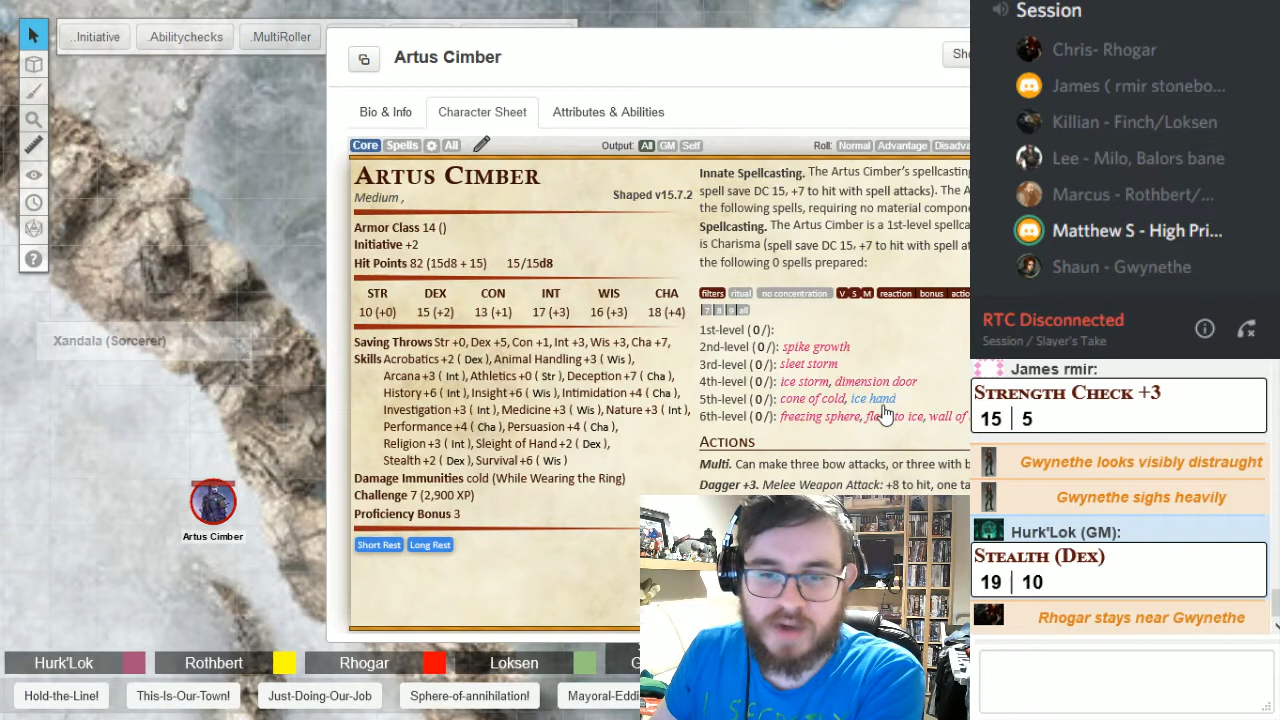 ..Initiative
.Abilitychecks
.MultiRoller
Artus Cimber
Bio & Info
Character Sheet
Attributes & Abilities
Core Spells All
Output: All GM Self
Roll: Normal Advantage
ARTUS CIMBER
Medium ,
Shaped v15.7.2
Armor Class 14 ()
Initiative +2
Hit Points 82 (15d8 + 15) 15/15d8
STR DEX CON INT WIS CHA
10 (+0) 15 (+2) 13 (+1) 17 (+3) 16 (+3) 18 (+4)
Saving Throws Str +0, Dex +5, Con +1, Int +3, Wis +3, Cha +7,
Skills Acrobatics +2 ( Dex), Animal Handling +3 ( Wis),
Arcana +3 ( Int), Athletics +0 ( Str), Deception +7 ( Cha),
History +6 ( Int), Insight +6 ( Wis), Intimidation +4 ( Cha),
Investigation +3 ( Int), Medicine +3 ( Wis), Nature +3 ( Int),
Performance +4 ( Cha), Persuasion +4 ( Cha),
Religion +3 ( Int), Sleight of Hand +2 ( Dex),
Stealth +2 ( Dex), Survival +6 ( Wis)
Damage Immunities cold (While Wearing the Ring)
Challenge 7 (2,900 XP)
Proficiency Bonus 3
Short Rest Long Rest
Innate Spellcasting. The Artus Cimber's spellcasting
spell save DC 15, +7 to hit with spell attacks). The A
the following spells, requiring no material compone
Spellcasting. The Artus Cimber is a 1st-level spellca
is Charisma (spell save DC 15, +7 to hit with spell at
the following 0 spells prepared:
filters ritual no concentration V S M reaction bonus actio
7 8 9 all
1st-level ( 0 /):
2nd-level ( 0 /): spike growth
3rd-level ( 0 /): sleet storm
4th-level ( 0 /): ice storm, dimension door
5th-level ( 0 /): cone of cold, ice hand
6th-level ( 0 /): freezing sphere, to ice, wall of
ACTIONS
Multi. Can make three bow attacks, or three with b
Dagger +3. Melee Weapon Attack: +8 to hit, one ta
Xandala (Sorcerer)
Artus Cimber
Hurk'Lok
Rothbert
Rhogar
Loksen
G
Hold-the-Line!
This-Is-Our-Town!
Just-Doing-Our-Job
Sphere-of-annihilation!
Mayoral-Eddi
Session
Chris- Rhogar
James ( rmir stonebo...
Killian - Finch/Loksen
Lee - Milo, Balors bane
Marcus - Rothbert/...
Matthew S - High Pri...
Shaun - Gwynethe
RTC Disconnected
Session / Slayer's Take
James rmir:
STRENGTH CHECK +3
15 | 5
Gwynethe looks visibly distraught
Gwynethe sighs heavily
Hurk'Lok (GM):
STEALTH (DEX)
19 | 10
Rhogar stays near Gwynethe